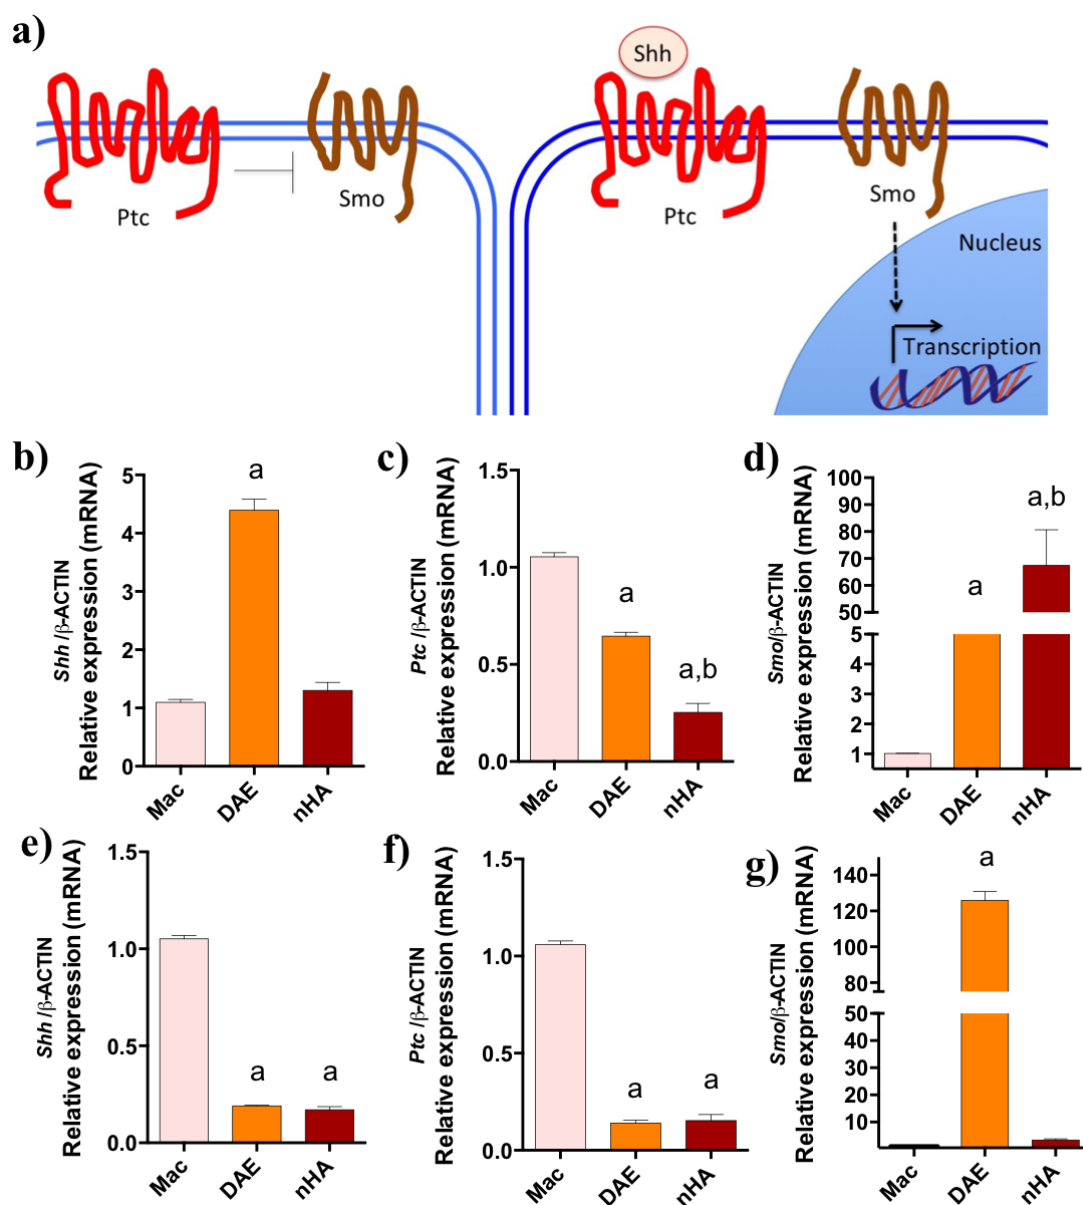 a)
Shh
Ptc
Smo
Ptc
Smo
Nucleus
Transcription
b)
Shh /β-ACTIN
Relative expression (mRNA)
5
4
3
2
1
0
a
Mac
DAE
nHA
c)
Ptc /β-ACTIN
Relative expression (mRNA)
1.5
1.0
0.5
0.0
a
a,b
Mac
DAE
nHA
d)
Smo/β-ACTIN
Relative expression (mRNA)
100
90
80
70
60
50
5
4
3
2
1
a
a,b
Mac
DAE
nHA
e)
Shh /β-ACTIN
Relative expression (mRNA)
1.5
1.0
0.5
0.0
a
a
Mac
DAE
nHA
f)
Ptc /β-ACTIN
Relative expression (mRNA)
1.5
1.0
0.5
0.0
a
a
Mac
DAE
nHA
g)
Smo/β-ACTIN
Relative expression (mRNA)
140
120
100
80
50
40
30
20
10
a
Mac
DAE
nHA